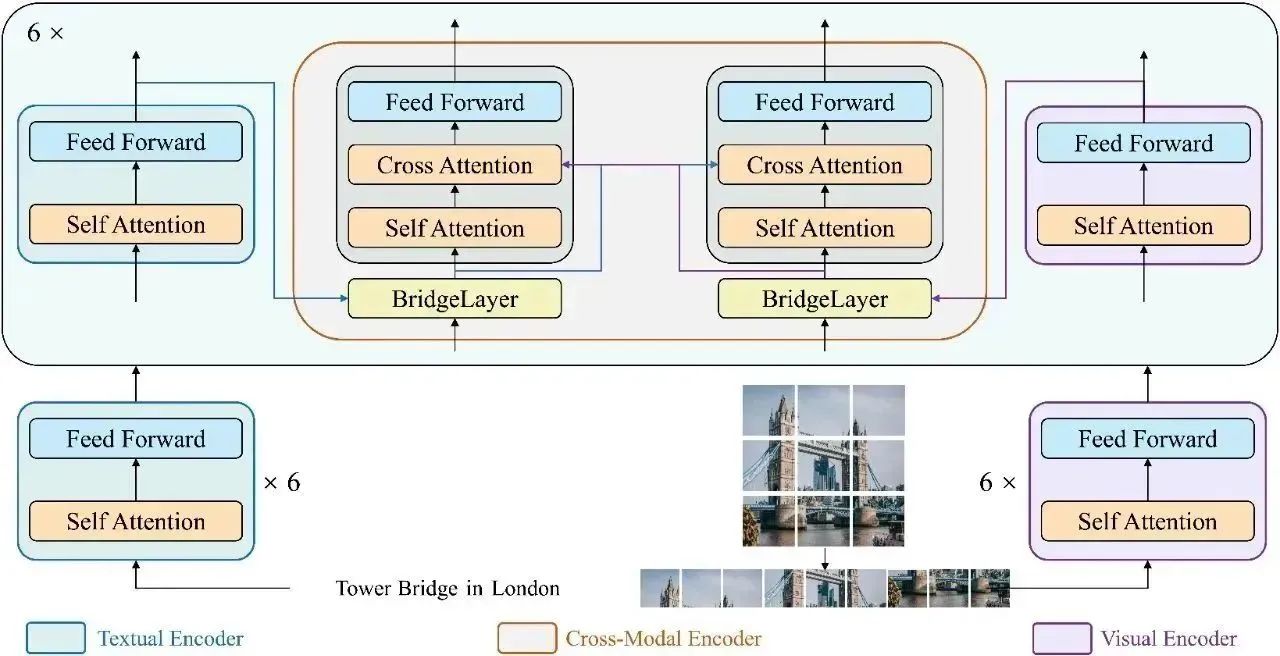 6 ×
Feed Forward
Self Attention
Feed Forward
Cross Attention
Self Attention
BridgeLayer
Feed Forward
Cross Attention
Self Attention
BridgeLayer
Feed Forward
Self Attention
Feed Forward
Self Attention
× 6
6 ×
Feed Forward
Self Attention
Tower Bridge in London
Textual Encoder
Cross-Modal Encoder
Visual Encoder